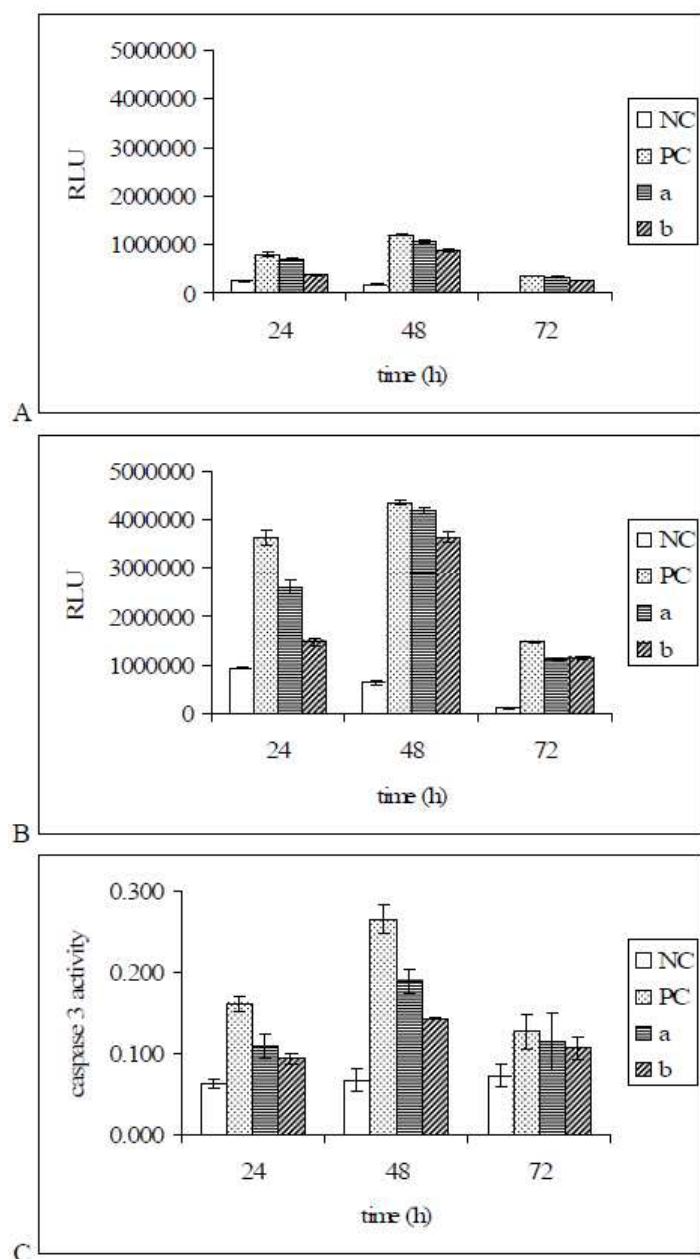 5000000
4000000
3000000
2000000
1000000
0
RLU
24 48 72
time (h)
NC
PC
a
b
A
5000000
4000000
3000000
2000000
1000000
0
RLU
24 48 72
time (h)
NC
PC
a
b
B
0.300
0.200
0.100
0.000
caspase 3 activity
24 48 72
time (h)
NC
PC
a
b
C